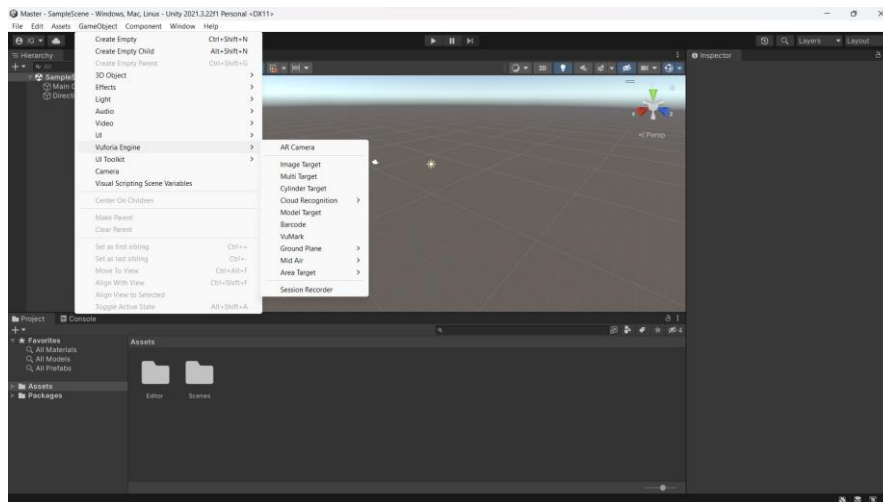 Master - SampleScene - Windows, Mac, Linux - Unity 2021.3.22f1 Personal <DX11>
File Edit Assets GameObject Component Window Help
IG
Layers
Layout
Hierarchy
Inspector
All
Create Empty Ctrl+Shift+N
Create Empty Child Alt+Shift+N
Create Empty Parent Ctrl+Shift+G
3D Object
Effects
Light
Audio
Video
UI
Vuforia Engine
UI Toolkit
Camera
Visual Scripting Scene Variables
Center On Children
Make Parent
Clear Parent
Set as first sibling Ctrl+=
Set as last sibling Ctrl+-
Move To View Ctrl+Alt+F
Align With View Ctrl+Shift+F
Align View to Selected
Toggle Active State Alt+Shift+A
AR Camera
Image Target
Multi Target
Cylinder Target
Cloud Recognition
Model Target
Barcode
VuMark
Ground Plane
Mid Air
Area Target
Session Recorder
2D
Persp
Project Console
4
Favorites
All Materials
All Models
All Prefabs
Assets
Packages
Assets
Editor Scenes